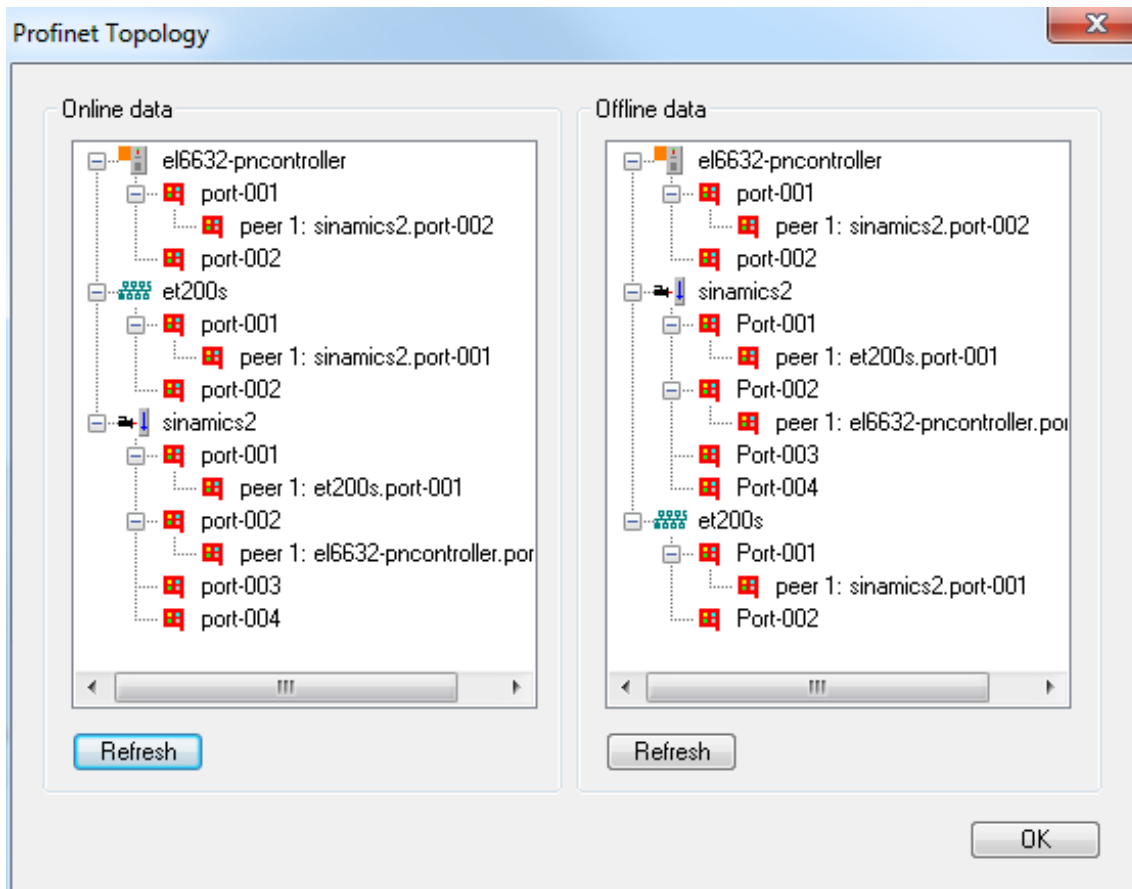 Profinet Topology
Online data
el6632-pncontroller
port-001
peer 1: sinamics2.port-002
port-002
et200s
port-001
peer 1: sinamics2.port-001
port-002
sinamics2
port-001
peer 1: et200s.port-001
port-002
peer 1: el6632-pncontroller.por
port-003
port-004
Refresh
Offline data
el6632-pncontroller
port-001
peer 1: sinamics2.port-002
port-002
sinamics2
Port-001
peer 1: et200s.port-001
Port-002
peer 1: el6632-pncontroller.por
Port-003
Port-004
et200s
Port-001
peer 1: sinamics2.port-001
Port-002
Refresh
OK